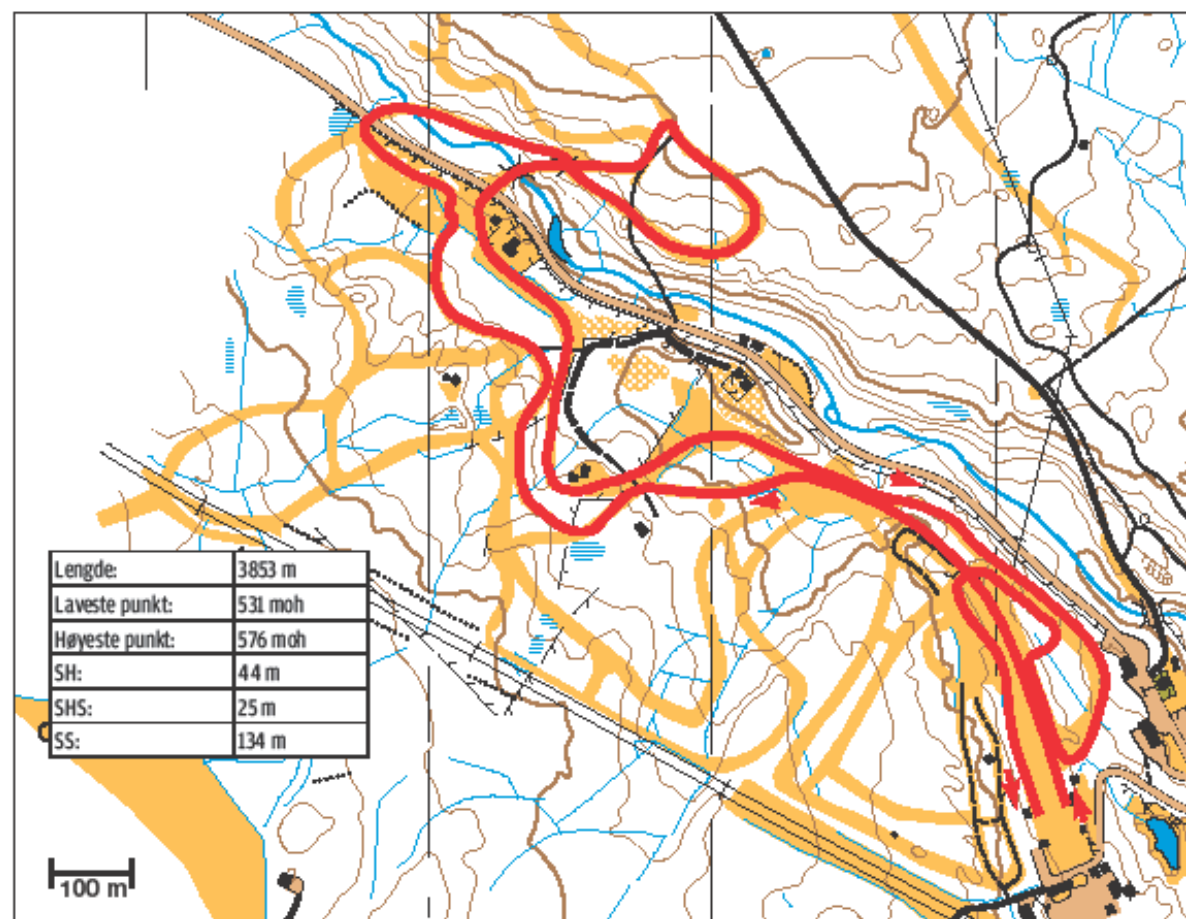 Lengde: 3853 m
Laveste punkt: 531 moh
Høyeste punkt: 576 moh
SH: 44 m
SHS: 25 m
SS: 134 m
100 m